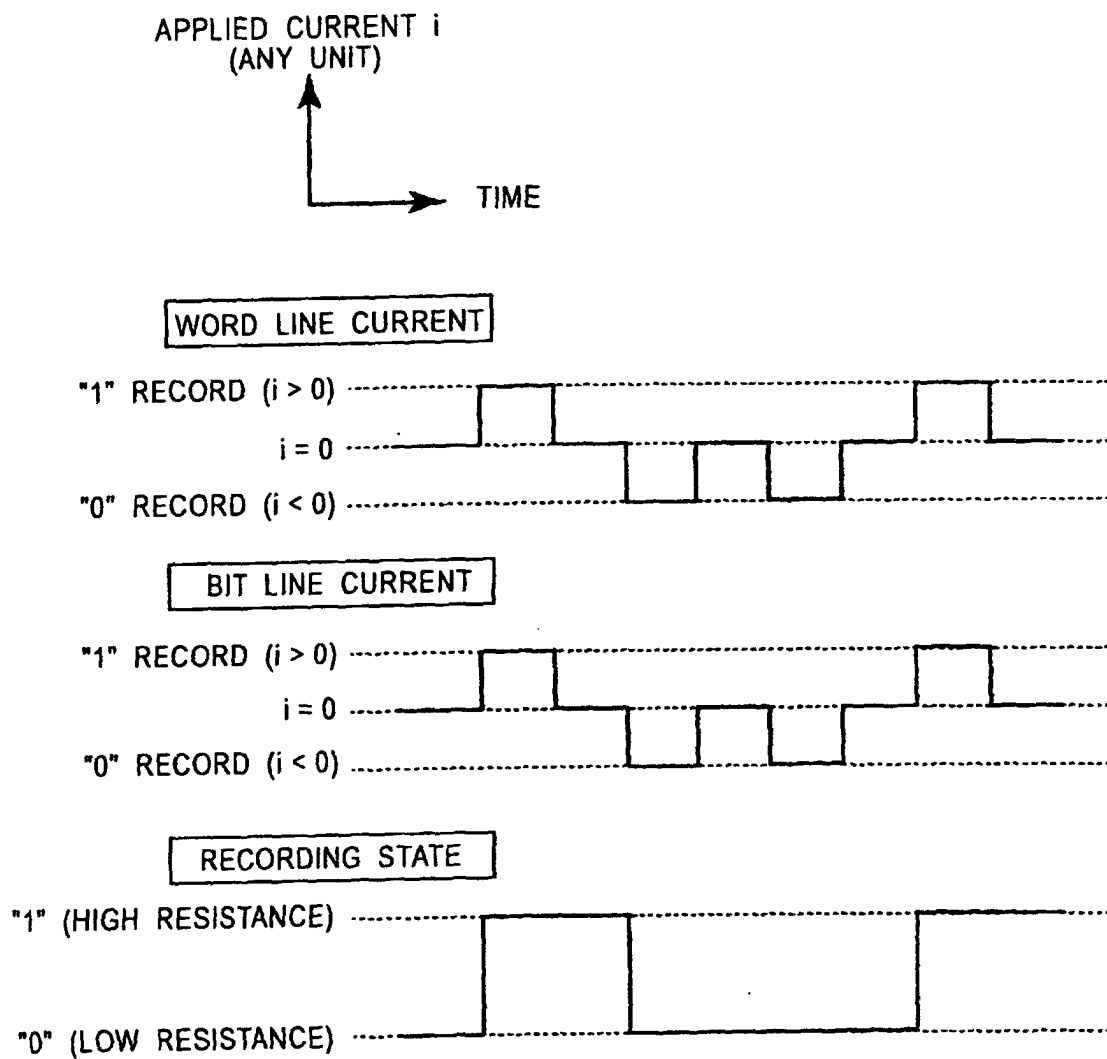 APPLIED CURRENT i
(ANY UNIT)
TIME
WORD LINE CURRENT
"1" RECORD (i > 0)
i = 0
"0" RECORD (i < 0)
BIT LINE CURRENT
"1" RECORD (i > 0)
i = 0
"0" RECORD (i < 0)
RECORDING STATE
"1" (HIGH RESISTANCE)
"0" (LOW RESISTANCE)